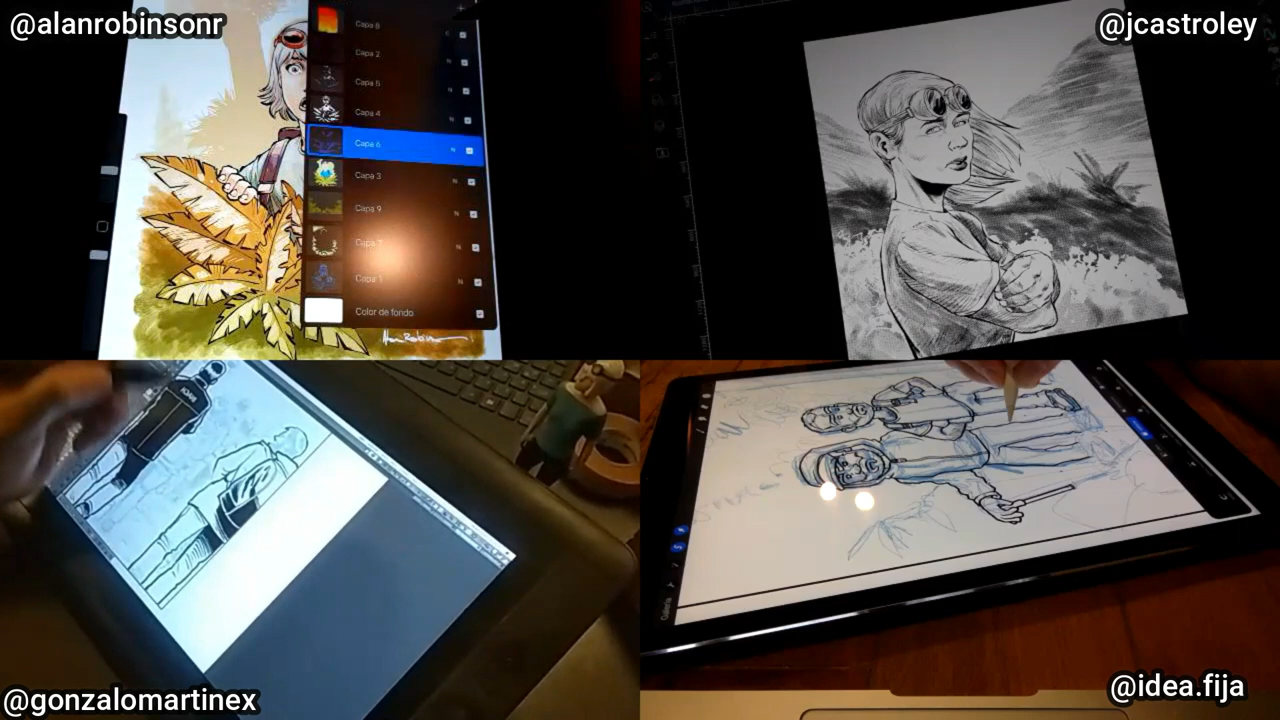 @alanrobinsonr
@jcastroley
Capa 8
Capa 2
Capa 5
Capa 4
Capa 6
N
Capa 3
N
Capa 9
N
N
Capa 1
N
Color de fondo
@gonzalomartinex
@idea.fija